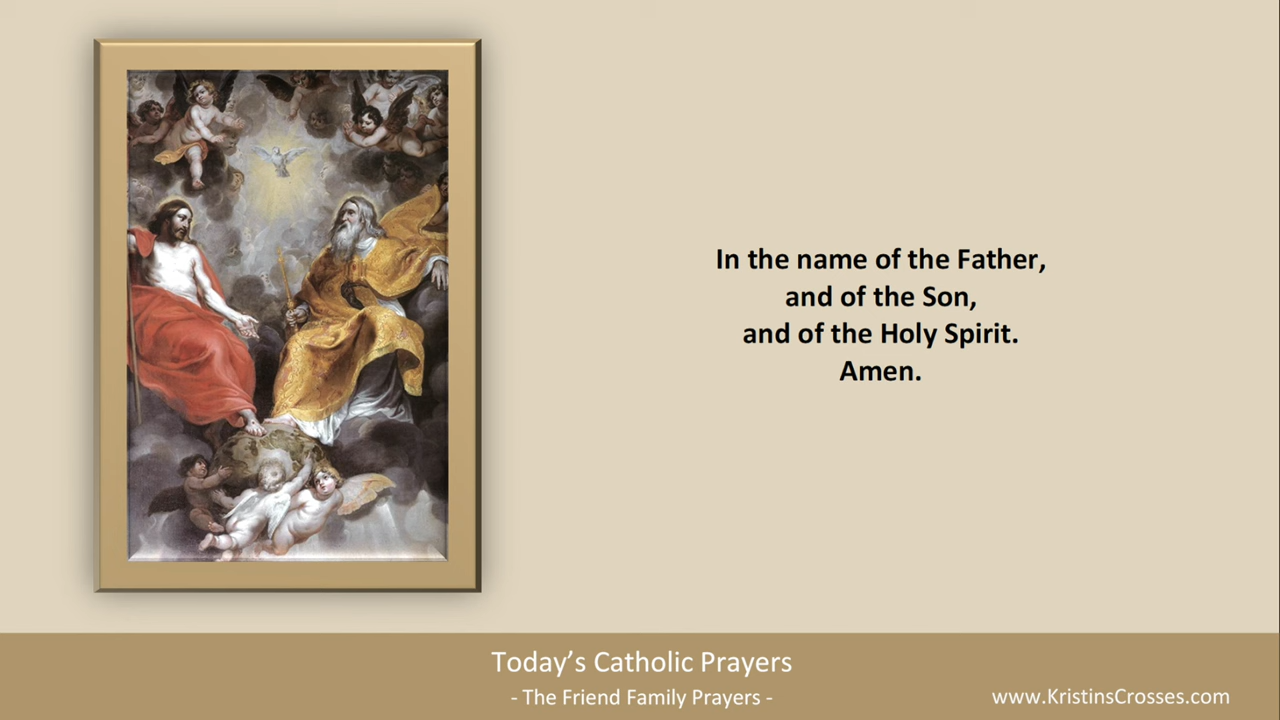 In the name of the Father,
and of the Son,
and of the Holy Spirit.
Amen.
Today’s Catholic Prayers
- The Friend Family Prayers -
www.KristinsCrosses.com